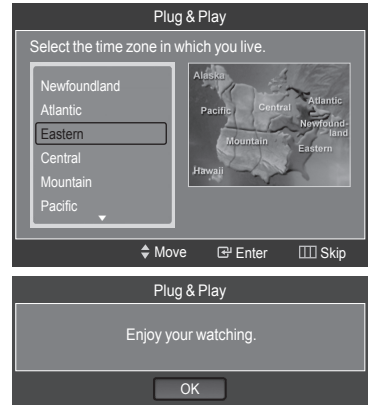 Plug & Play
Select the time zone in which you live.
Newfoundland
Atlantic
Eastern
Central
Mountain
Pacific
Alaska
Pacific
Central
Atlantic
Newfound-
land
Mountain
Eastern
Hawaii
Move Enter Skip
Plug & Play
Enjoy your watching.
OK